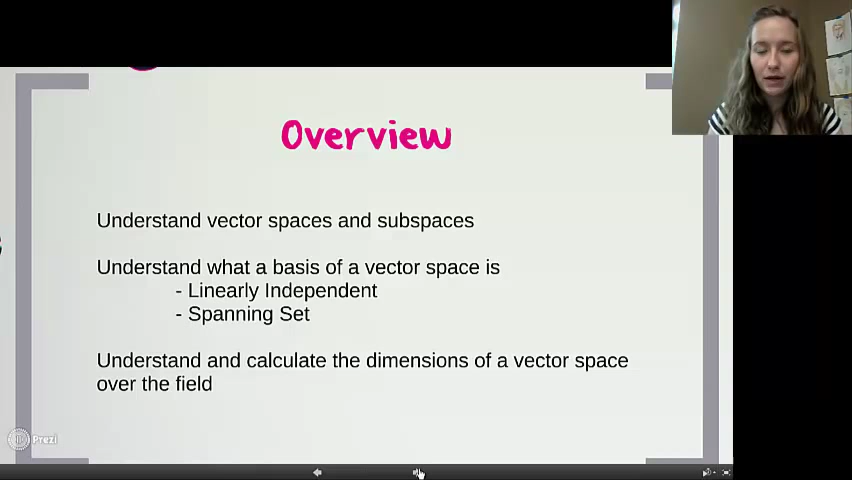 Overview
Understand vector spaces and subspaces
Understand what a basis of a vector space is
- Linearly Independent
- Spanning Set
Understand and calculate the dimensions of a vector space
over the field
Prezi